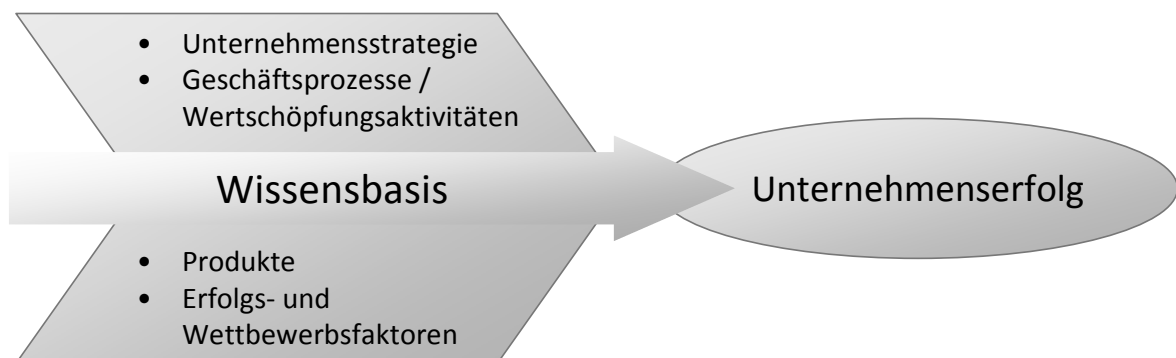 • Unternehmensstrategie
• Geschäftsprozesse /
Wertschöpfungsaktivitäten
Wissensbasis
Unternehmenserfolg
• Produkte
• Erfolgs- und
Wettbewerbsfaktoren